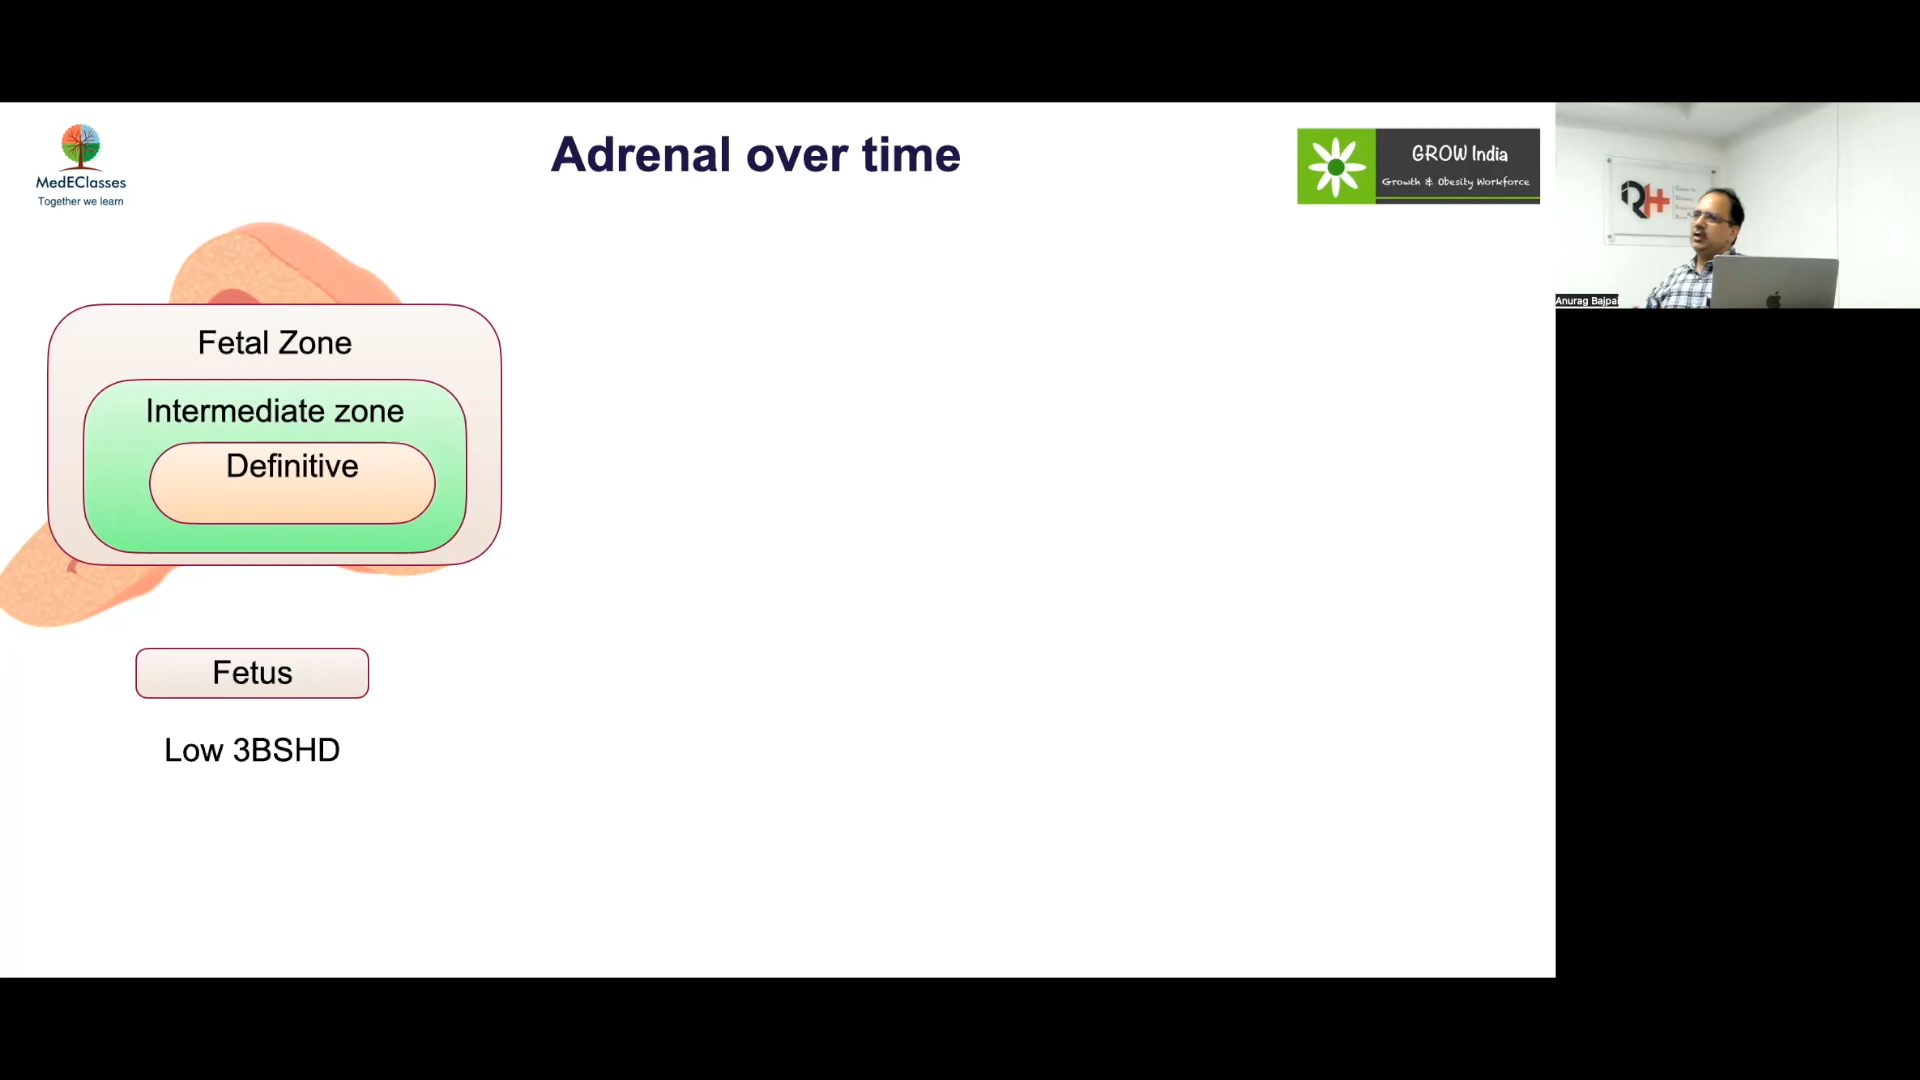 Adrenal over time
MedEClasses
Together we learn
GROW India
Growth & Obesity Workforce
RH
Anurag Bajpai
Fetal Zone
Intermediate zone
Definitive
Fetus
Low 3BSHD